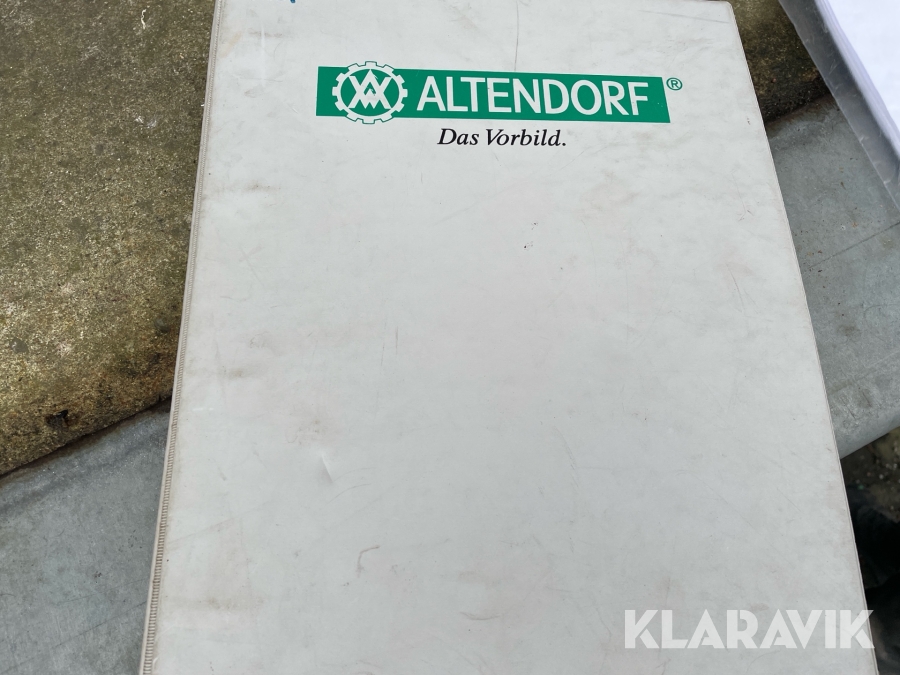 ALTENDORF®
Das Vorbild.
KLARAVIK